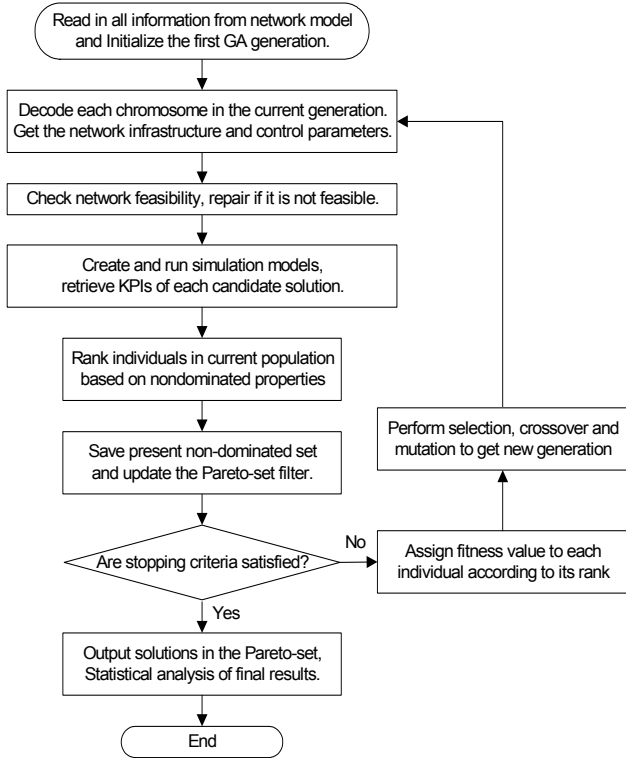 Read in all information from network model
and Initialize the first GA generation.
Decode each chromosome in the current generation.
Get the network infrastructure and control parameters.
Check network feasibility, repair if it is not feasible.
Create and run simulation models,
retrieve KPIs of each candidate solution.
Rank individuals in current population
based on nondominated properties
Save present non-dominated set
and update the Pareto-set filter.
Are stopping criteria satisfied?
No
Assign fitness value to each
individual according to its rank
Perform selection, crossover and
mutation to get new generation
Yes
Output solutions in the Pareto-set,
Statistical analysis of final results.
End